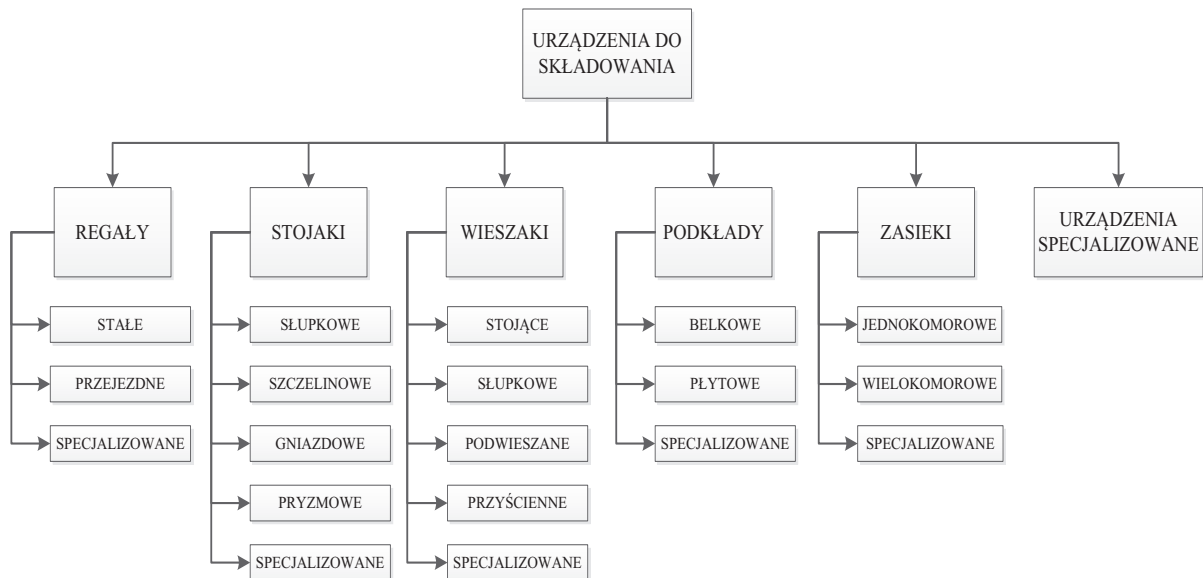 URZĄDZENIA DO
SKŁADOWANIA
REGAŁY
STOJAKI
WIESZAKI
PODKŁADY
ZASIEKI
URZĄDZENIA
SPECJALIZOWANE
STAŁE
PRZEJEZDNE
SPECJALIZOWANE
SŁUPKOWE
SZCZELINOWE
GNIAZDOWE
PRYZMOWE
SPECJALIZOWANE
STOJĄCE
SŁUPKOWE
PODWIESZANE
PRZYŚCIENNE
SPECJALIZOWANE
BELKOWE
PŁYTOWE
SPECJALIZOWANE
JEDNOKOMOROWE
WIELOKOMOROWE
SPECJALIZOWANE